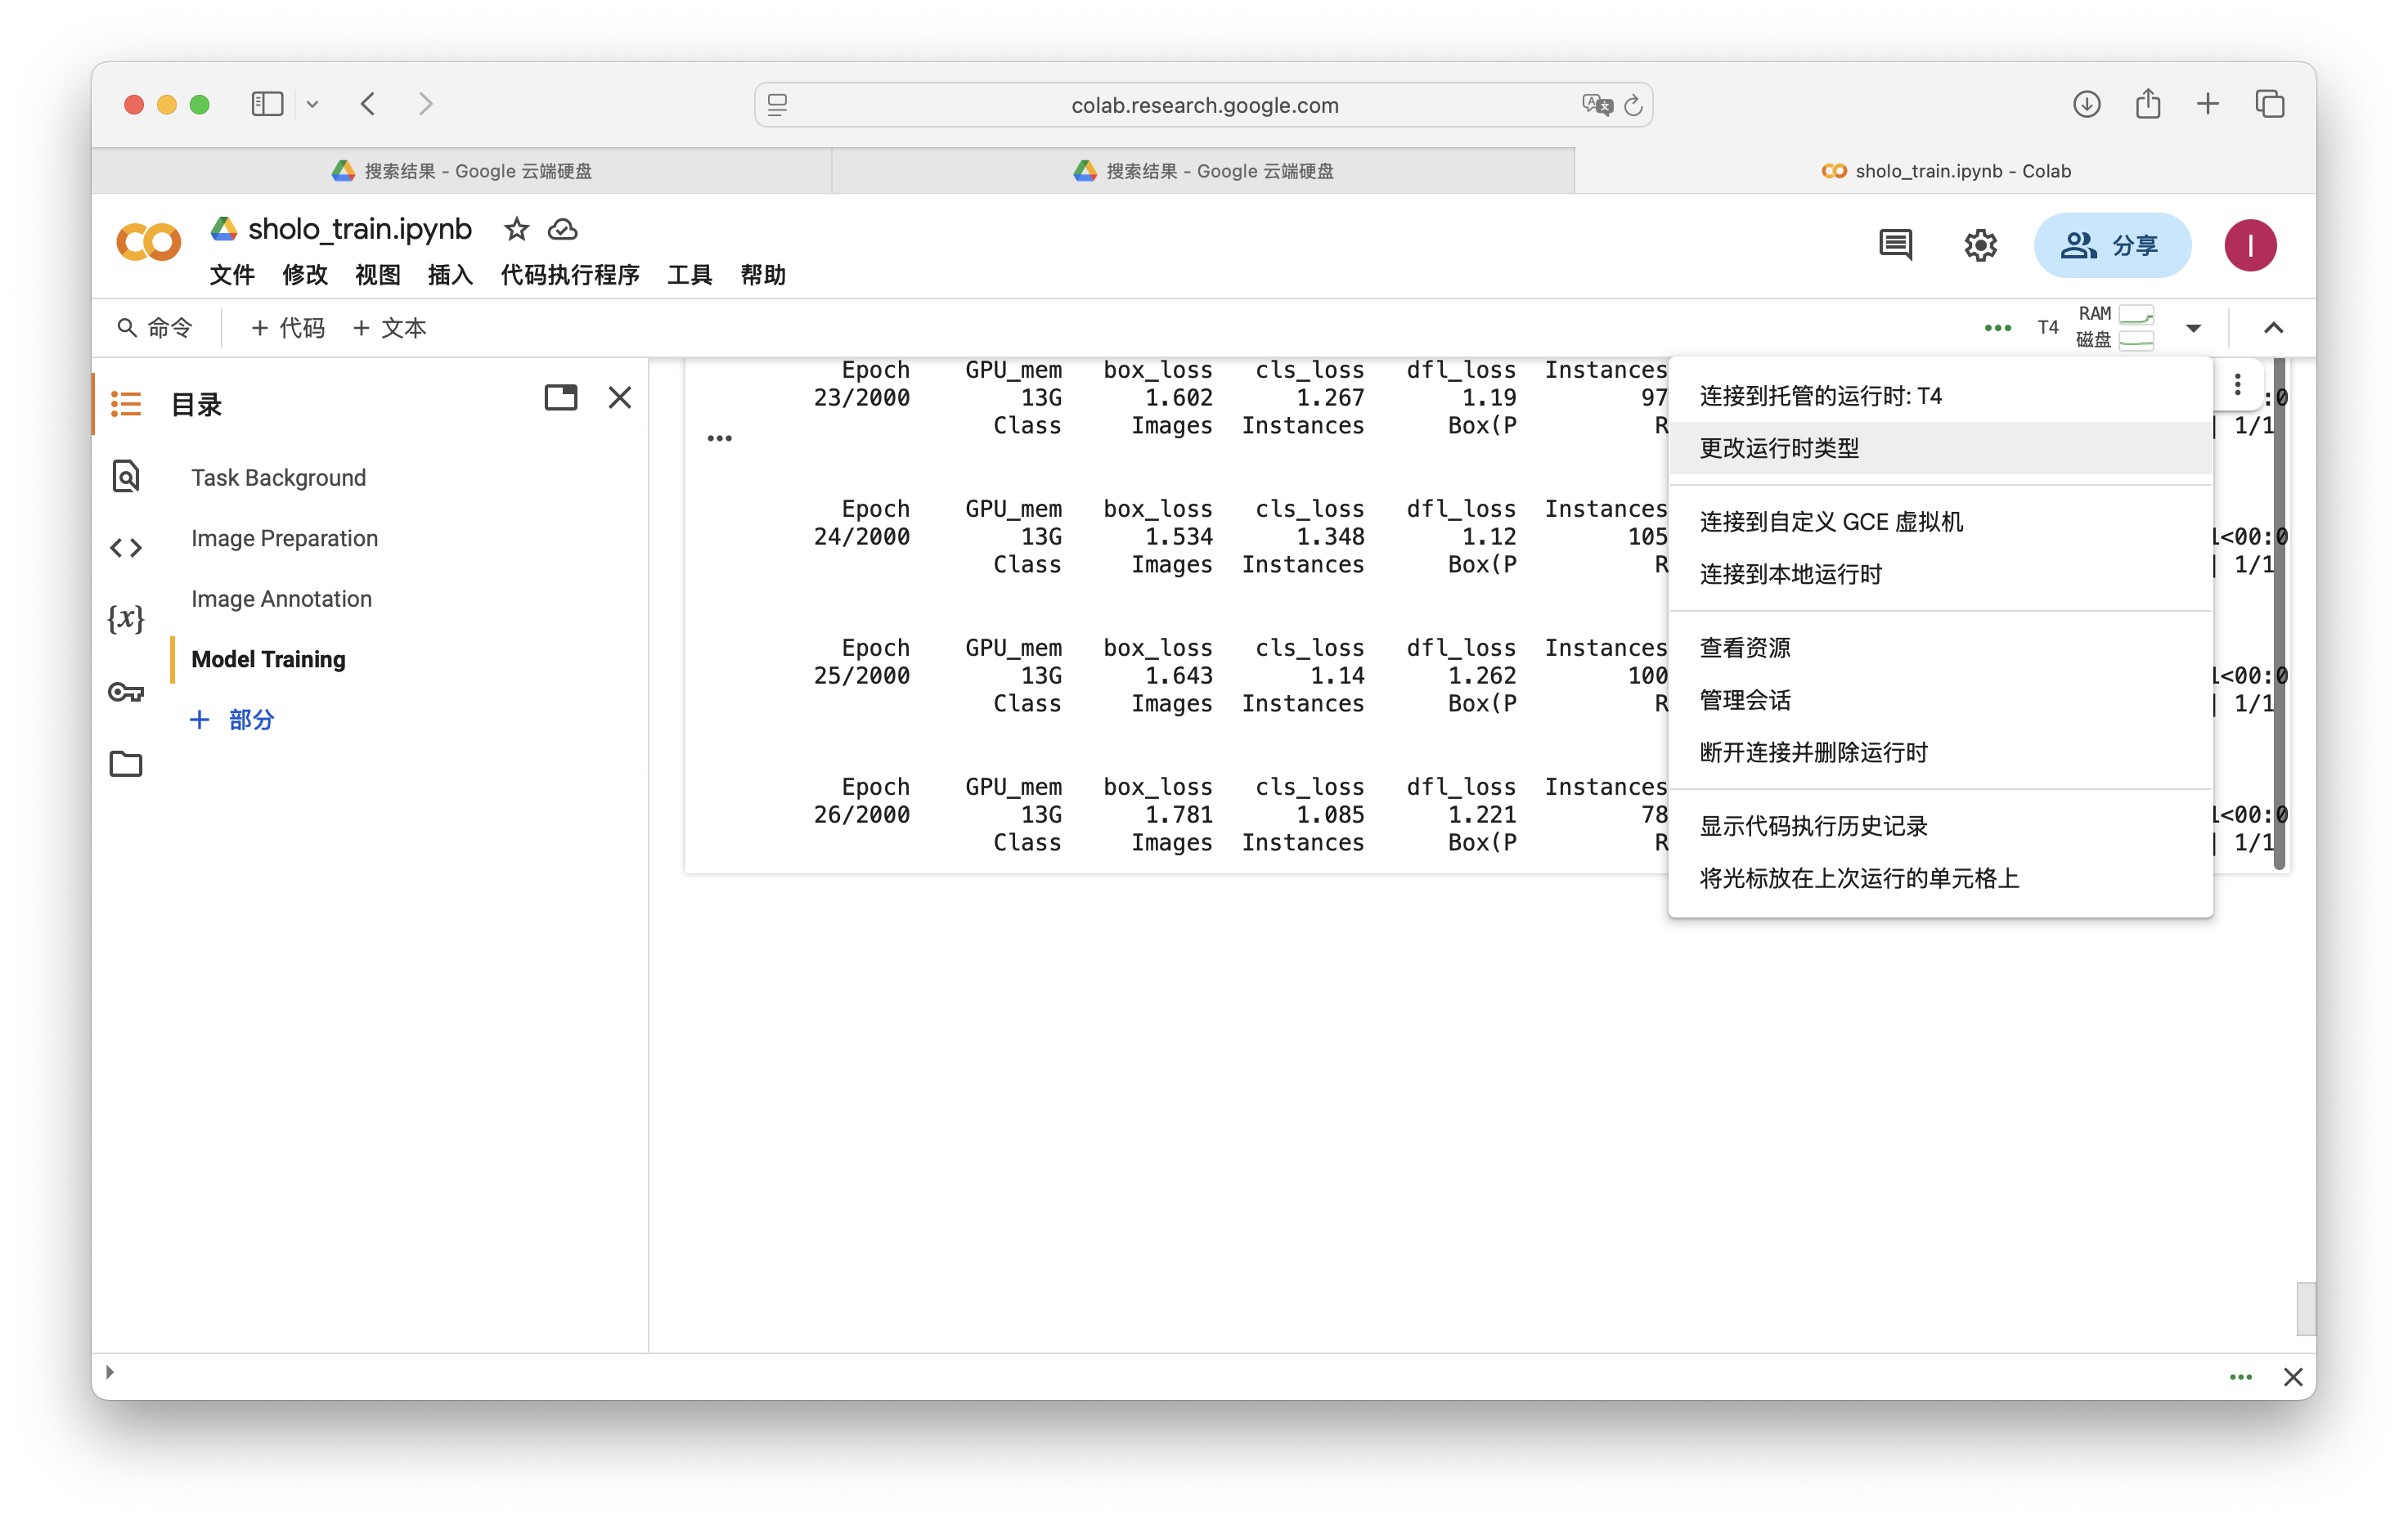 colab.research.google.com
搜索结果 - Google 云端硬盘
搜索结果 - Google 云端硬盘
sholo_train.ipynb - Colab
sholo_train.ipynb
文件 修改 视图 插入 代码执行程序 工具 帮助
分享
I
命令
+ 代码 + 文本
T4
RAM
磁盘
目录
Task Background
Image Preparation
Image Annotation
Model Training
+ 部分
Epoch GPU_mem box_loss cls_loss dfl_loss Instances
23/2000 13G 1.602 1.267 1.19 97 :0
Class Images Instances Box(P R | 1/1
Epoch GPU_mem box_loss cls_loss dfl_loss Instances
24/2000 13G 1.534 1.348 1.12 105 1<00:0
Class Images Instances Box(P R | 1/1
Epoch GPU_mem box_loss cls_loss dfl_loss Instances
25/2000 13G 1.643 1.14 1.262 100 1<00:0
Class Images Instances Box(P R | 1/1
Epoch GPU_mem box_loss cls_loss dfl_loss Instances
26/2000 13G 1.781 1.085 1.221 78 1<00:0
Class Images Instances Box(P R | 1/1
连接到托管的运行时: T4
更改运行时类型
连接到自定义 GCE 虚拟机
连接到本地运行时
查看资源
管理会话
断开连接并删除运行时
显示代码执行历史记录
将光标放在上次运行的单元格上